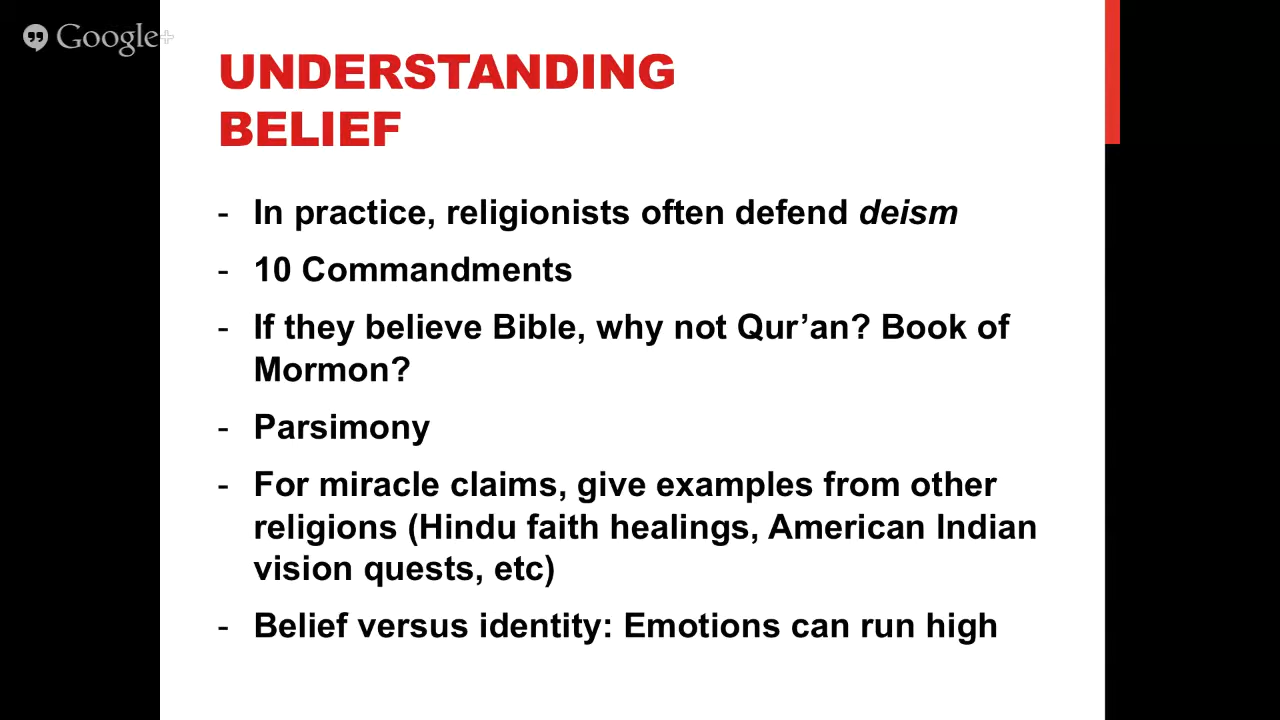 Google+
UNDERSTANDING
BELIEF
- In practice, religionists often defend deism
- 10 Commandments
- If they believe Bible, why not Qur’an? Book of
Mormon?
- Parsimony
- For miracle claims, give examples from other
religions (Hindu faith healings, American Indian
vision quests, etc)
- Belief versus identity: Emotions can run high